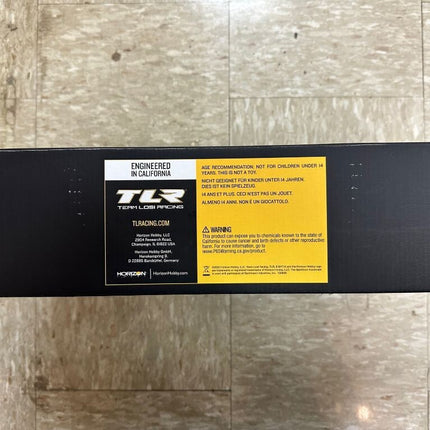 ENGINEERED
IN CALIFORNIA
TLR
TEAM LOSI RACING
TLRACING.COM
Horizon Hobby, LLC
2904 Research Road,
Champaign, IL 61822 USA
Horizon Hobby GmbH,
Hanskampring 9,
D 22885 Barsbüttel, Germany
HORIZON
HorizonHobby.com
AGE RECOMMENDATION: NOT FOR CHILDREN UNDER 14
YEARS. THIS IS NOT A TOY.
NICHT GEEIGNET FÜR KINDER UNTER 14 JAHREN.
DIES IST KEIN SPIELZEUG.
14 ANS ET PLUS. CECI N'EST PAS UN JOUET.
ALMENO 14 ANNI. NON È UN GIOCATTOLO.
WARNING
This product can expose you to chemicals known to the state of
California to cause cancer and birth defects or other reproductive
harm. For more information, go to
www.P65Warnings.ca.gov/product.